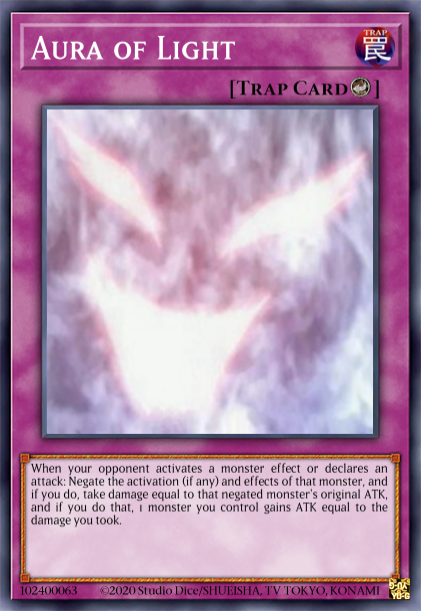 AURA OF LIGHT
TRAP
罠
[TRAP CARD]
When your opponent activates a monster effect or declares an
attack: Negate the activation (if any) and effects of that monster, and
if you do, take damage equal to that negated monster's original ATK,
and if you do that, 1 monster you control gains ATK equal to the
damage you took.
102400063 ©2020 Studio Dice/SHUEISHA, TV TOKYO, KONAMI